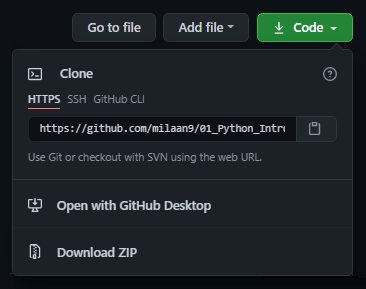 Go to file Add file Code
Clone
HTTPS SSH GitHub CLI
https://github.com/milaan9/01_Python_Intro
Use Git or checkout with SVN using the web URL.
Open with GitHub Desktop
Download ZIP